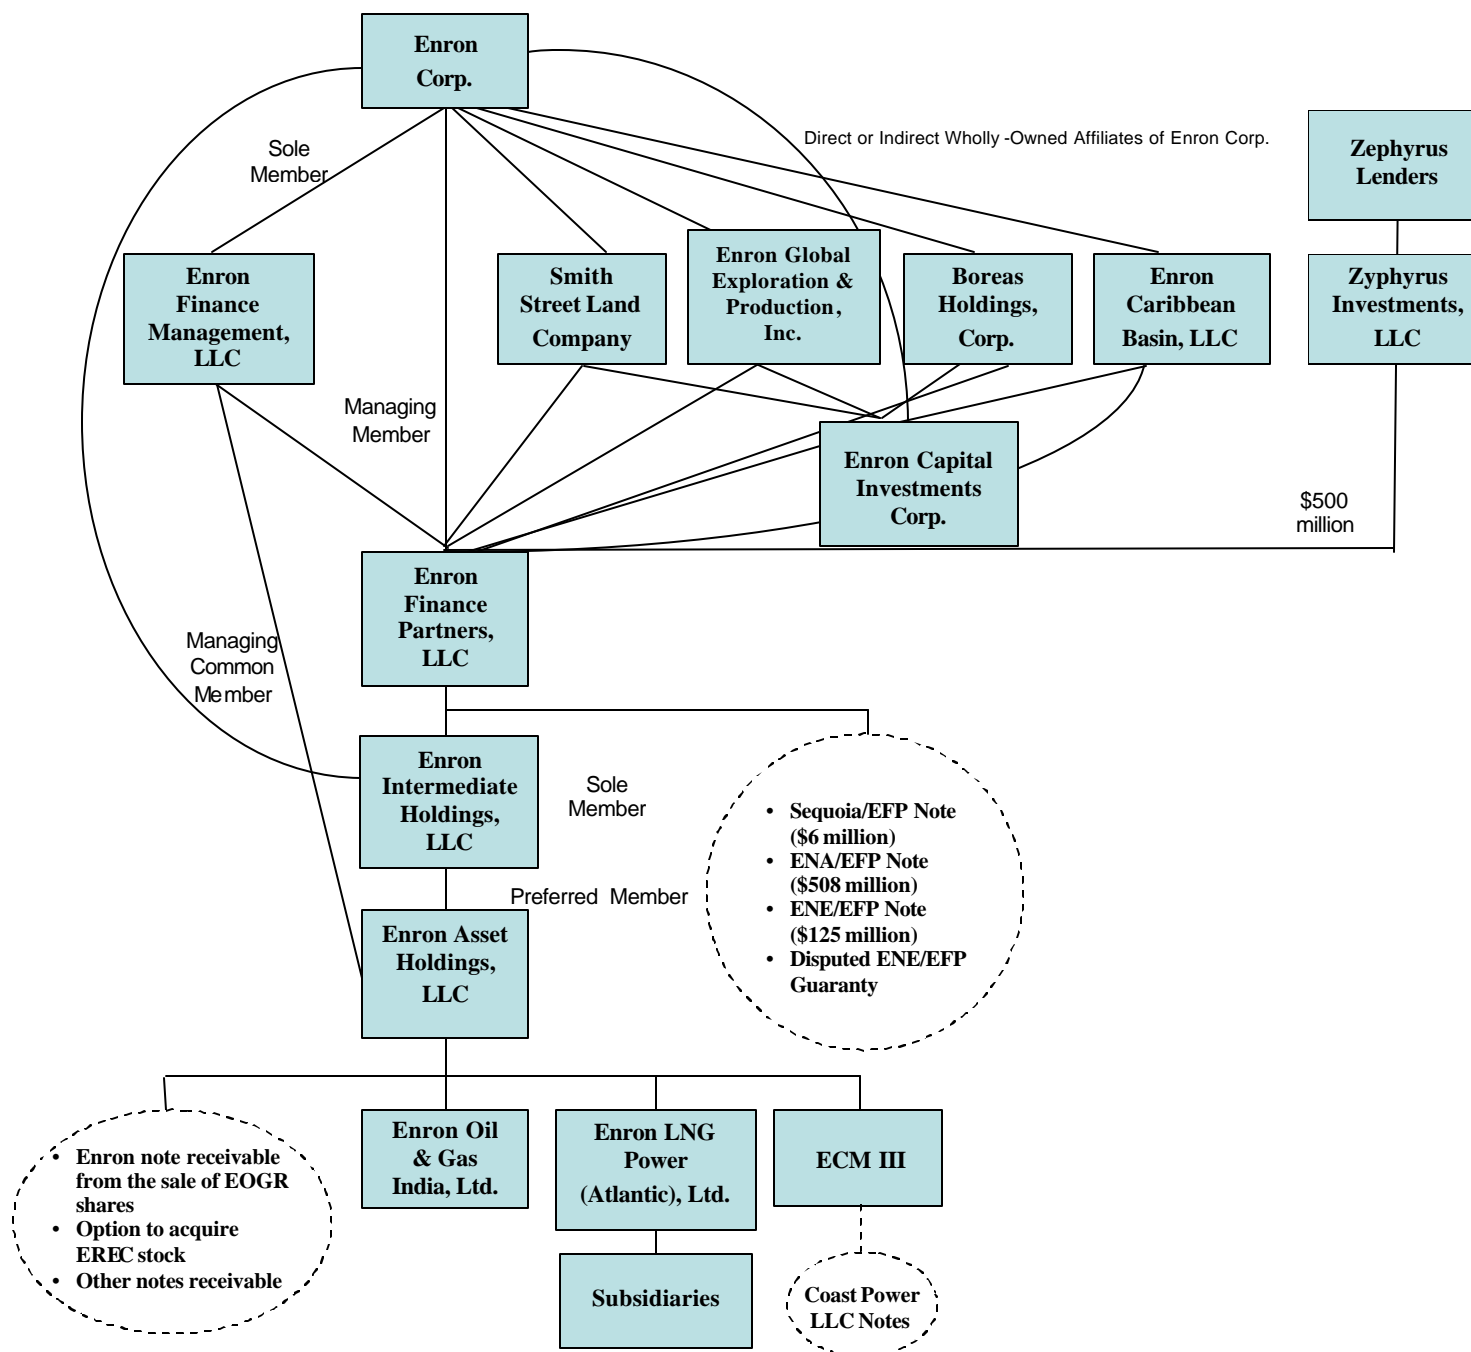 Enron
Corp.
Direct or Indirect Wholly -Owned Affiliates of Enron Corp.
Sole
Member
Zephyrus
Lenders
Enron
Finance
Management,
LLC
Smith
Street Land
Company
Enron Global
Exploration &
Production,
Inc.
Boreas
Holdings,
Corp.
Enron
Caribbean
Basin, LLC
Zyphyrus
Investments,
LLC
Managing
Member
Enron Capital
Investments
Corp.
$500
million
Enron
Finance
Partners,
LLC
Managing
Common
Member
Enron
Intermediate
Holdings,
LLC
Sole
Member
• Sequoia/EFP Note
($6 million)
• ENA/EFP Note
($508 million)
• ENE/EFP Note
($125 million)
• Disputed ENE/EFP
Guaranty
Preferred Member
Enron Asset
Holdings,
LLC
• Enron note receivable
from the sale of EOGR
shares
• Option to acquire
EREC stock
• Other notes receivable
Enron Oil
& Gas
India, Ltd.
Enron LNG
Power
(Atlantic), Ltd.
ECM III
Subsidiaries
Coast Power
LLC Notes